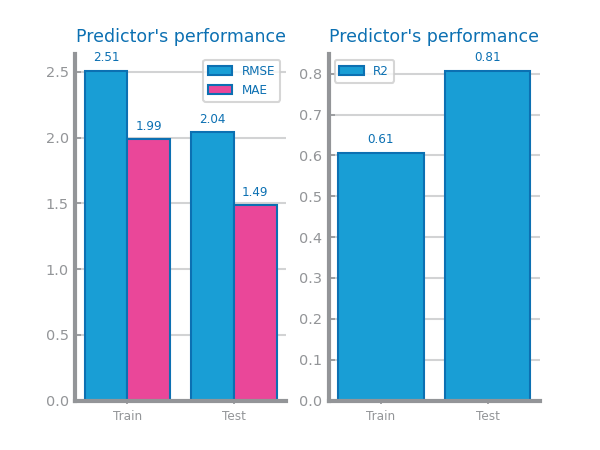 Predictor's performance
2.51
1.99
2.04
1.49
RMSE
MAE
2.5
2.0
1.5
1.0
0.5
0.0
Train
Test
Predictor's performance
R2
0.61
0.81
0.8
0.7
0.6
0.5
0.4
0.3
0.2
0.1
0.0
Train
Test